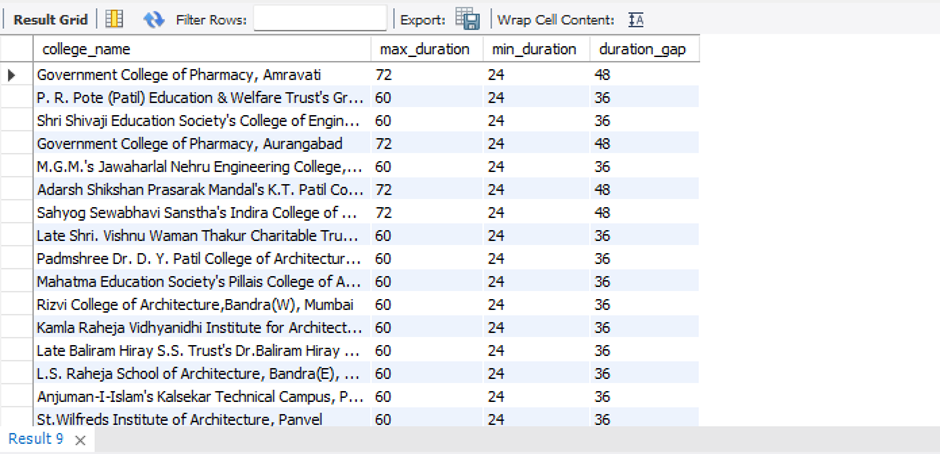 Result Grid Filter Rows: Export: Wrap Cell Content:
college_name max_duration min_duration duration_gap
Government College of Pharmacy, Amravati 72 24 48
P. R. Pote (Patil) Education & Welfare Trust's Gr... 60 24 36
Shri Shivaji Education Society's College of Engin... 60 24 36
Government College of Pharmacy, Aurangabad 72 24 48
M.G.M.'s Jawaharlal Nehru Engineering College,... 60 24 36
Adarsh Shikshan Prasarak Mandal's K.T. Patil Co... 72 24 48
Sahyog Sewabhavi Sanstha's Indira College of ... 72 24 48
Late Shri. Vishnu Waman Thakur Charitable Tru... 60 24 36
Padmshree Dr. D. Y. Patil College of Architectur... 60 24 36
Mahatma Education Society's Pillais College of A... 60 24 36
Rizvi College of Architecture,Bandra(W), Mumbai 60 24 36
Kamla Raheja Vidhyanidhi Institute for Architect... 60 24 36
Late Baliram Hiray S.S. Trust's Dr.Baliram Hiray ... 60 24 36
L.S. Raheja School of Architecture, Bandra(E), ... 60 24 36
Anjuman-I-Islam's Kalsekar Technical Campus, P... 60 24 36
St.Wilfreds Institute of Architecture, Panvel 60 24 36
Result 9